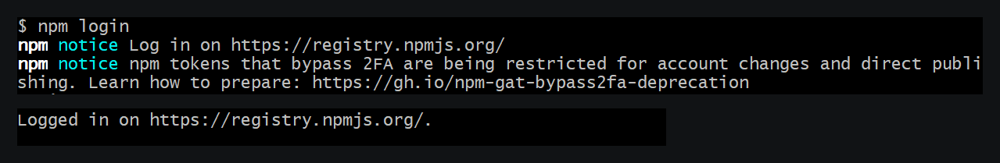 $ npm login
npm notice Log in on https://registry.npmjs.org/
npm notice npm tokens that bypass 2FA are being restricted for account changes and direct publi
shing. Learn how to prepare: https://gh.io/npm-gat-bypass2fa-deprecation
Logged in on https://registry.npmjs.org/.